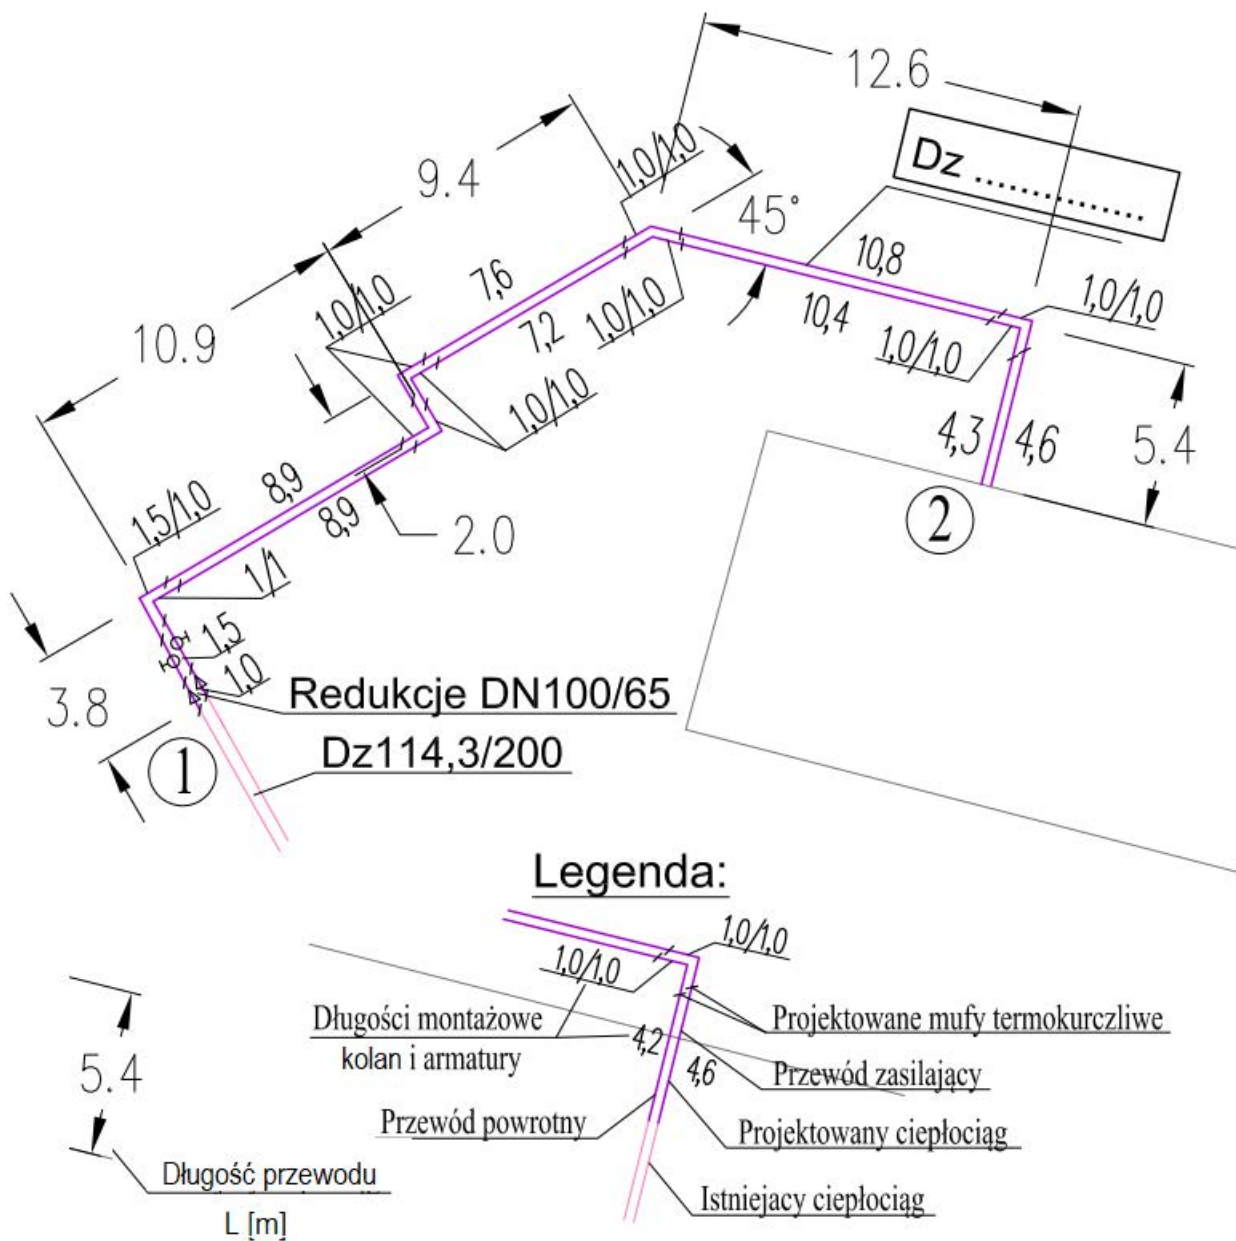 12.6
Dz ...............
9.4
1,0/1,0
45°
10.9
1,0/1,0
7,6
7,2
1,0/1,0
10,8
10,4
1,0/1,0
1,0/1,0
1,0/1,0
5.4
4,3
4,6
2
1,5/1,0
8,9
8,9
2.0
1/1
1,5
1,0
3.8
Redukcje DN100/65
1
Dz114,3/200
Legenda:
1,0/1,0
1,0/1,0
Długości montażowe
kolan i armatury
4,2
4,6
Projektowane mufy termokurczliwe
Przewód zasilający
5.4
Przewód powrotny
Projektowany ciepłociąg
Długość przewodu
L [m]
Istniejacy ciepłociąg